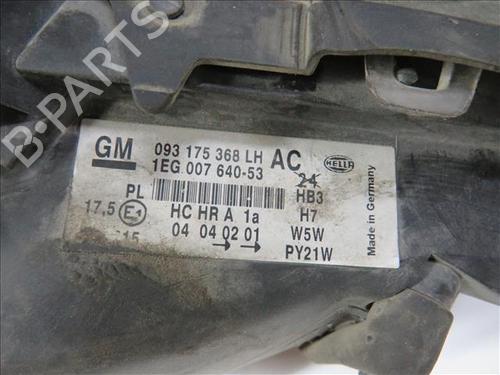 B-PARTS
GM 093 175 368 LH AC HELLA
1EG 007 640-53 24
PL HB3
17,5 E1 HC HR A 1a H7
15 04 04 02 01 W5W
PY21W
Made in Germany